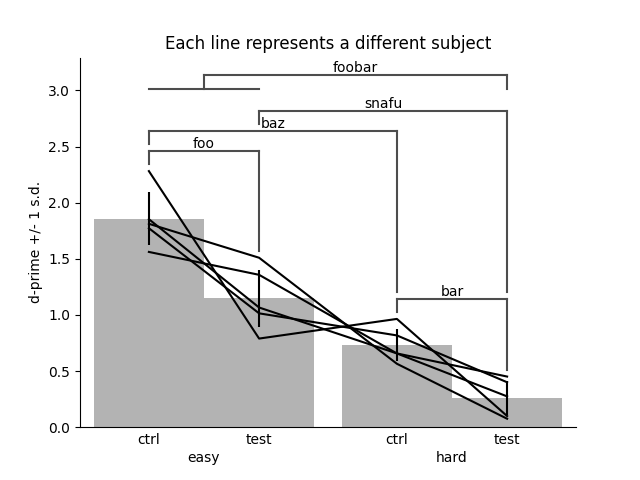 Each line represents a different subject
foobar
snafu
baz
foo
bar
d-prime +/- 1 s.d.
3.0
2.5
2.0
1.5
1.0
0.5
0.0
ctrl test ctrl test
easy hard